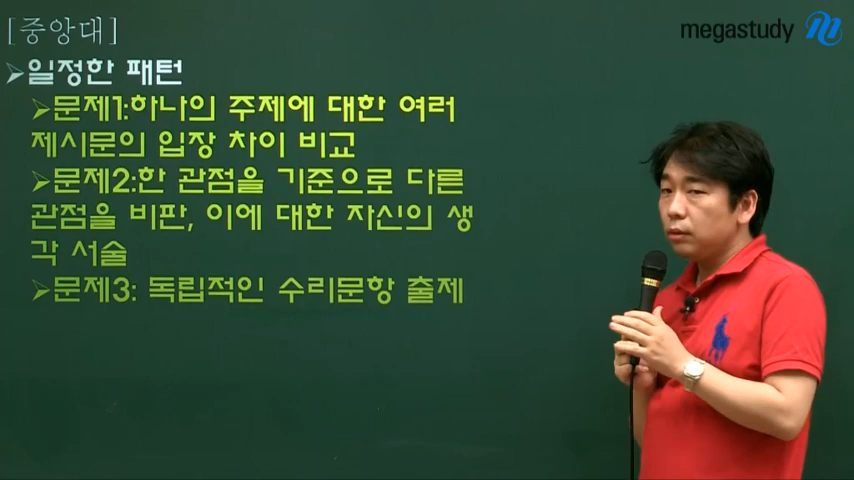 megastudy
[중앙대]
➢일정한 패턴
➢문제1:하나의 주제에 대한 여러
제시문의 입장 차이 비교
➢문제2:한 관점을 기준으로 다른
관점을 비판, 이에 대한 자신의 생
각 서술
➢문제3: 독립적인 수리문항 출제